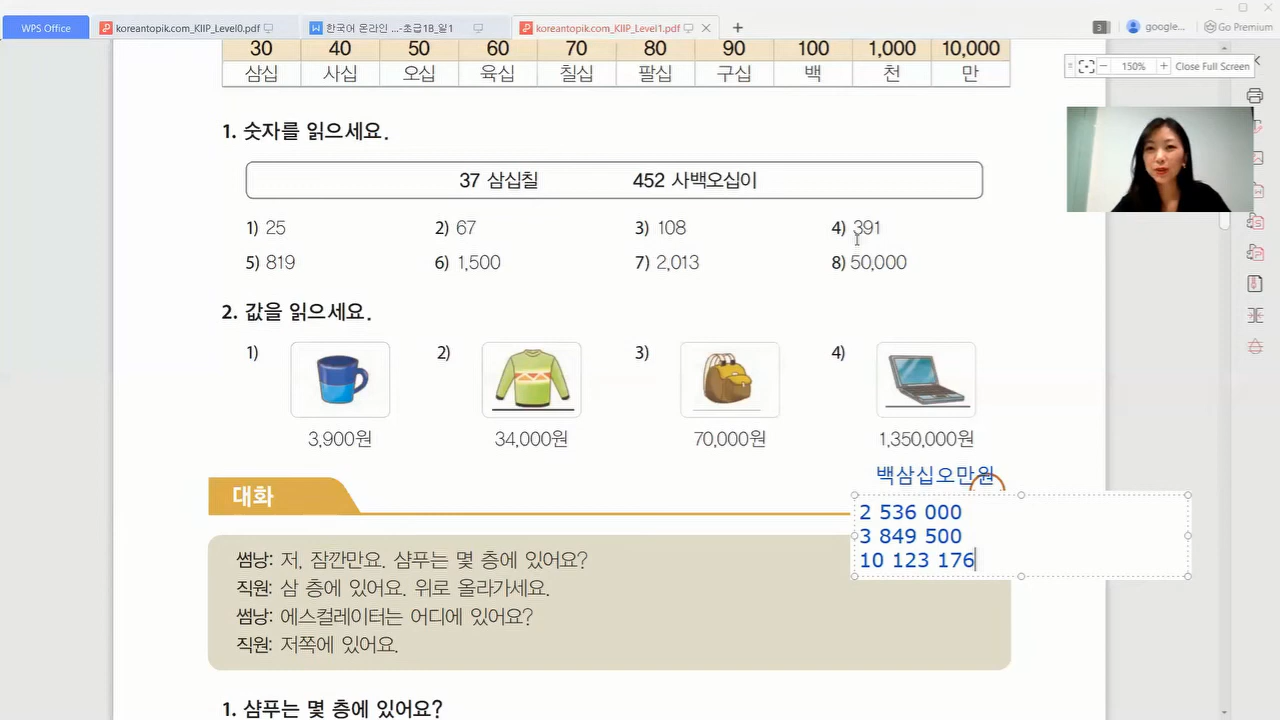 WPS Office koreantopik.com_KIIP_Level0.pdf 한국어 온라인 _ 초급1B_일1 koreantopik.com_KIIP_Level1.pdf 3 google... Go Premium
150% Close Full Screen
30 40 50 60 70 80 90 100 1,000 10,000
삼십 사십 오십 육십 칠십 팔십 구십 백 천 만
1. 숫자를 읽으세요.
37 삼십칠 452 사백오십이
1) 25 2) 67 3) 108 4) 391
5) 819 6) 1,500 7) 2,013 8) 50,000
2. 값을 읽으세요.
1) 2) 3) 4)
3,900원 34,000원 70,000원 1,350,000원
백삼십오만원
대화
2 536 000
3 849 500
10 123 176
썸낭: 저, 잠깐만요. 샴푸는 몇 층에 있어요?
직원: 삼 층에 있어요. 위로 올라가세요.
썸낭: 에스컬레이터는 어디에 있어요?
직원: 저쪽에 있어요.
1. 샴푸는 몇 층에 있어요?